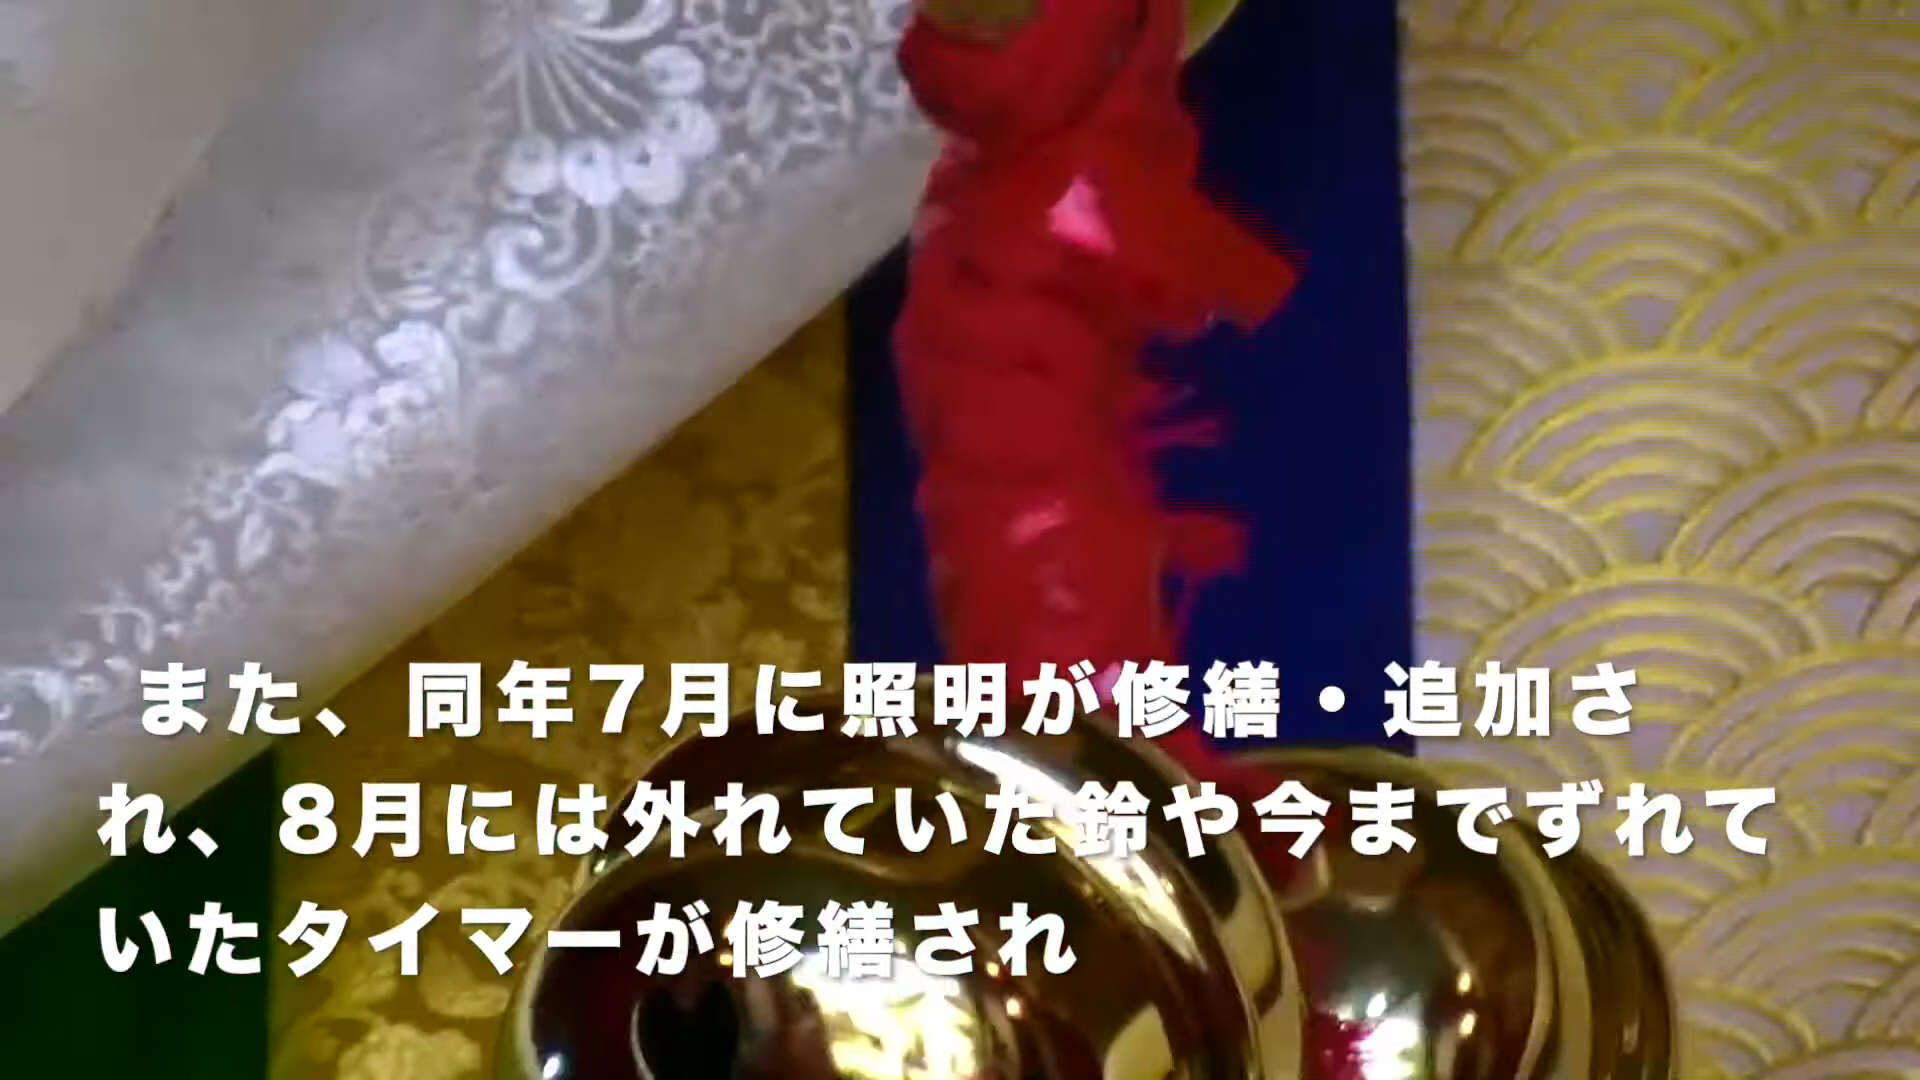 また、同年7月に照明が修繕・追加さ
れ、8月には外れていた鈴や今までずれて
いたタイマーが修繕され